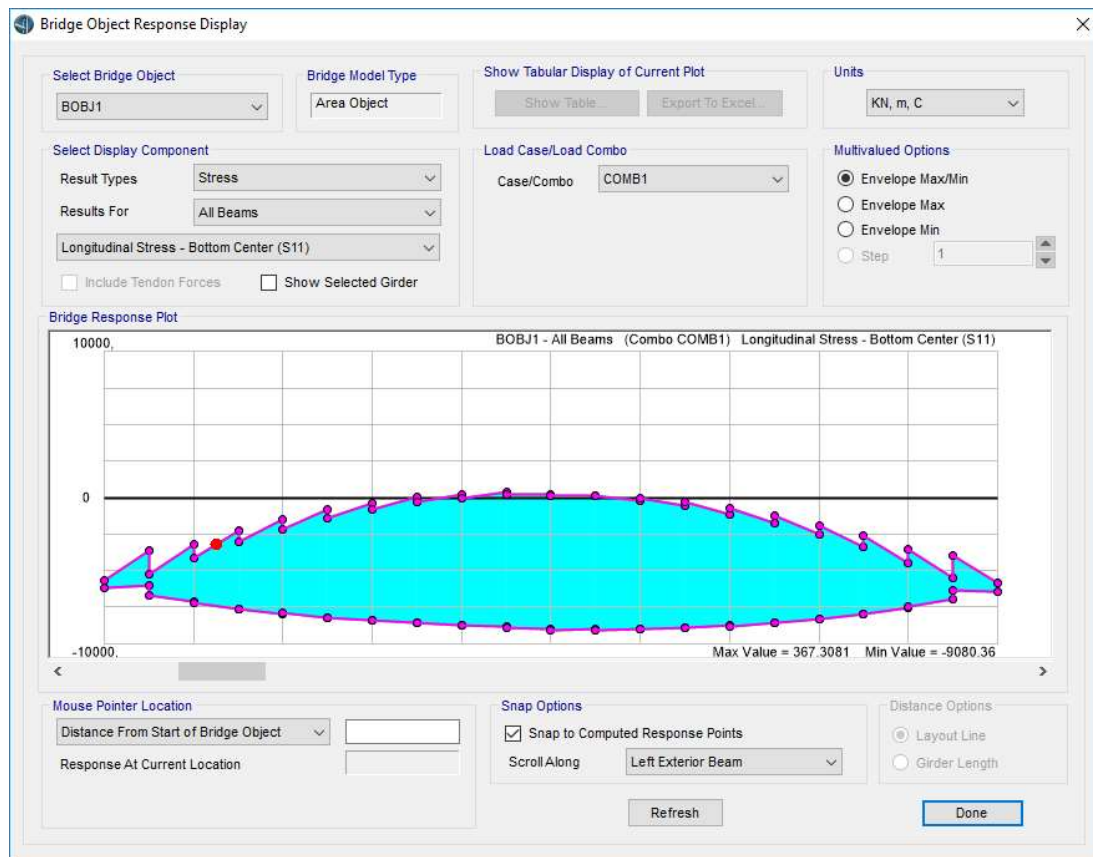 Bridge Object Response Display
Select Bridge Object
BOBJ1
Bridge Model Type
Area Object
Show Tabular Display of Current Plot
Show Table...
Export To Excel...
Units
KN, m, C
Select Display Component
Result Types
Stress
Results For
All Beams
Longitudinal Stress - Bottom Center (S11)
Include Tendon Forces
Show Selected Girder
Load Case/Load Combo
Case/Combo
COMB1
Multivalued Options
Envelope Max/Min
Envelope Max
Envelope Min
Step
1
Bridge Response Plot
10000,
BOBJ1 - All Beams (Combo COMB1) Longitudinal Stress - Bottom Center (S11)
0
-10000,
Max Value = 367.3081 Min Value = -9080.36
Mouse Pointer Location
Distance From Start of Bridge Object
Response At Current Location
Snap Options
Snap to Computed Response Points
Scroll Along
Left Exterior Beam
Distance Options
Layout Line
Girder Length
Refresh
Done